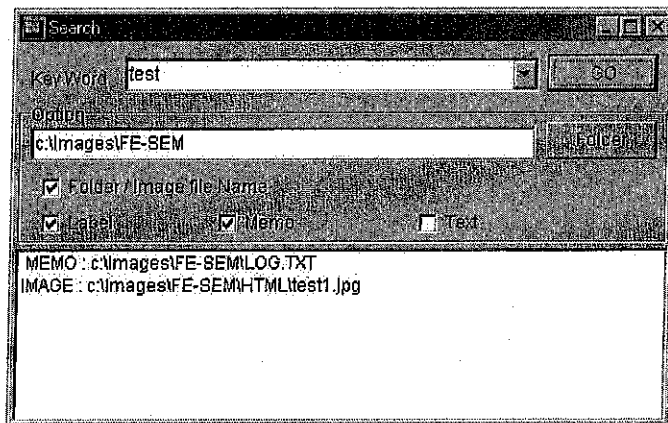 Search
Key Word test GO
Option
c:\Images\FE-SEM Folder
Folder / Image file Name
Label Memo Text
MEMO : c:\Images\FE-SEM\LOG.TXT
IMAGE : c:\Images\FE-SEM\HTML\test1.jpg